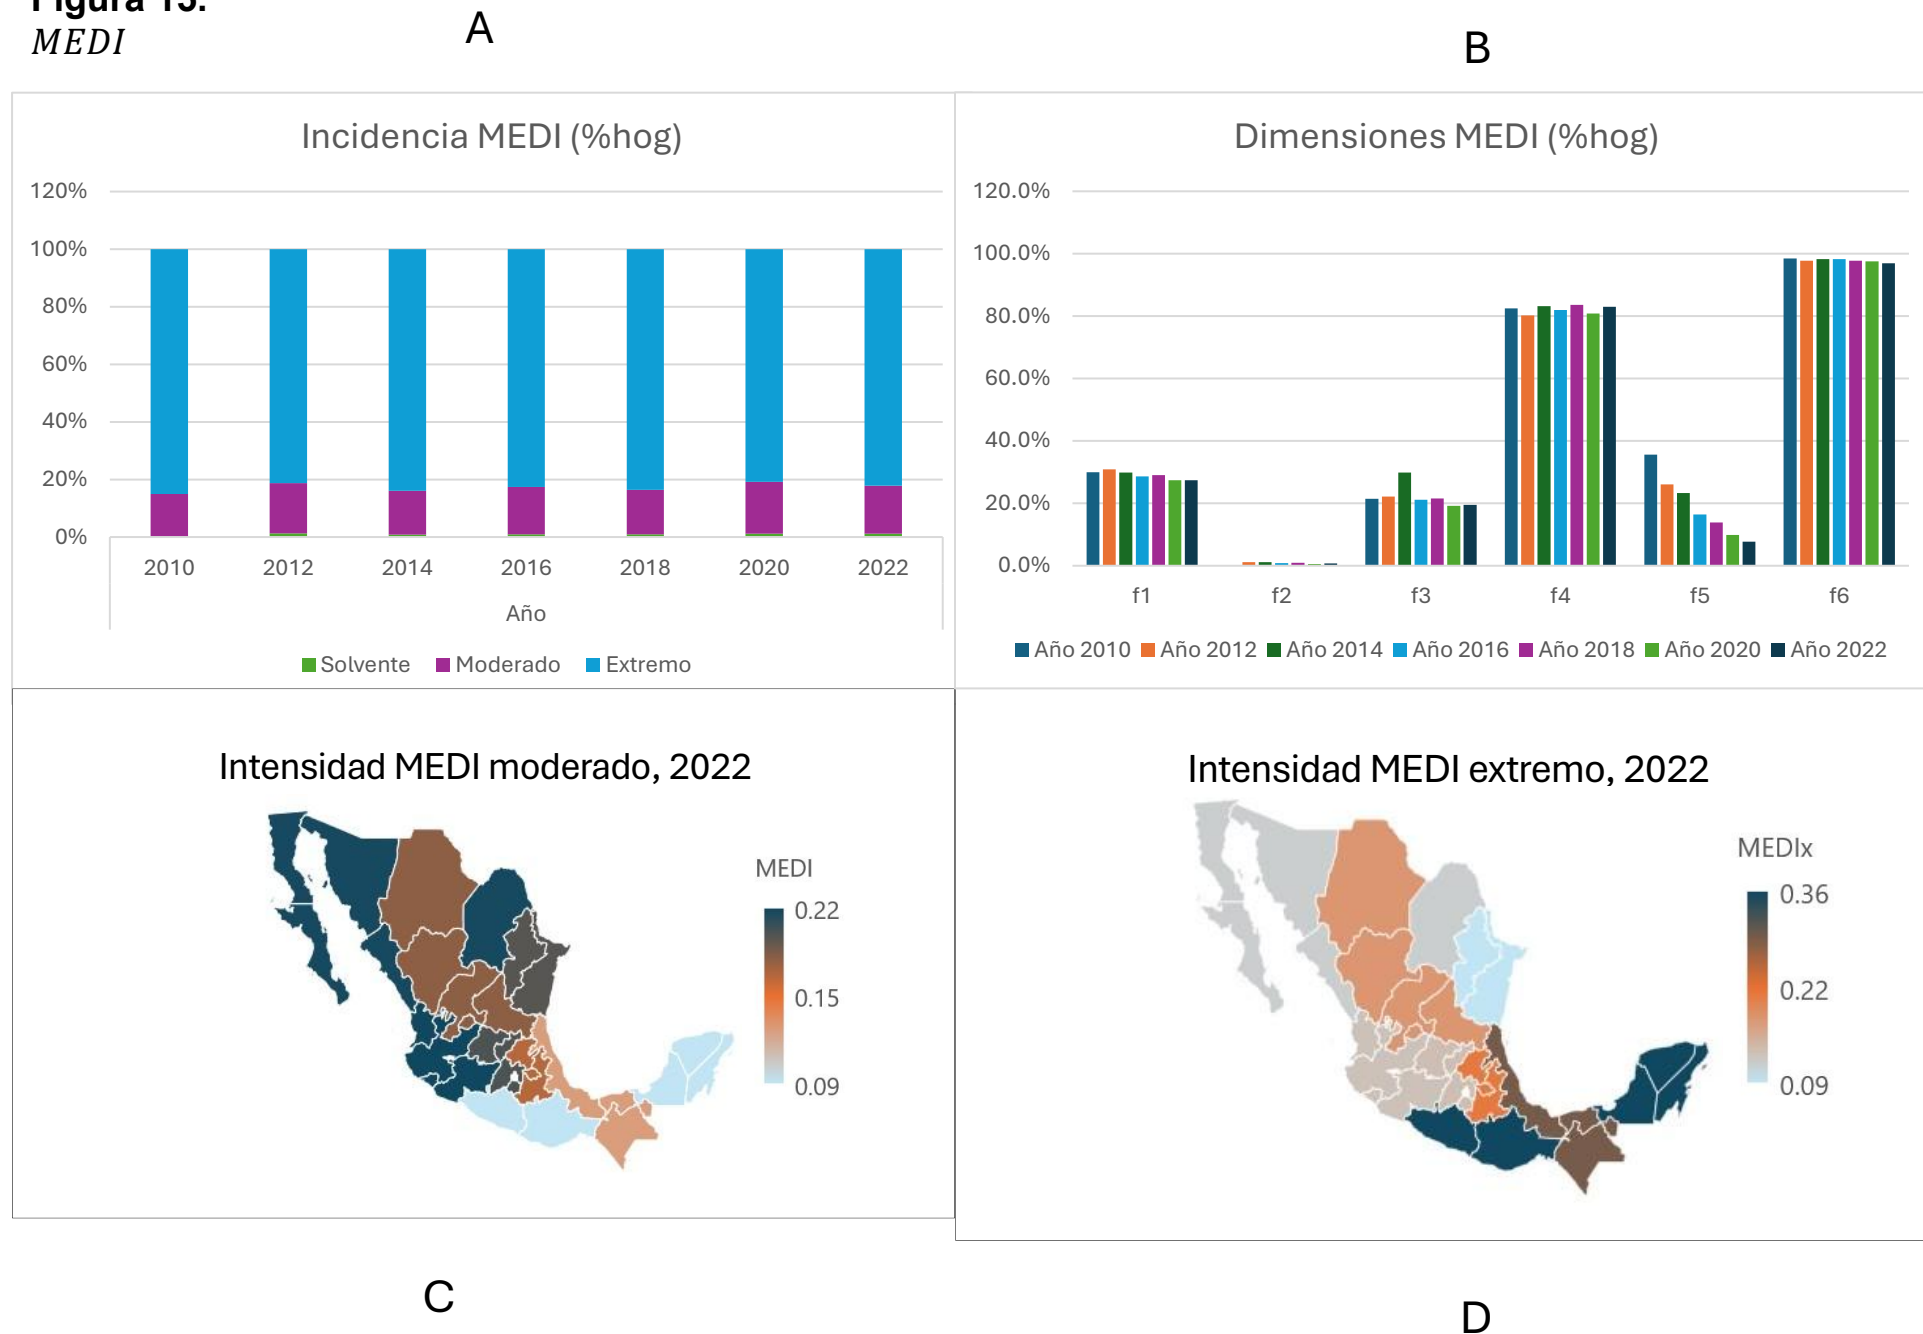 Figura 15.
MEDI
A
B
Incidencia MEDI (%hog)
120%
100%
80%
60%
40%
20%
0%
2010 2012 2014 2016 2018 2020 2022
Año
Solvente Moderado Extremo
Dimensiones MEDI (%hog)
120.0%
100.0%
80.0%
60.0%
40.0%
20.0%
0.0%
f1 f2 f3 f4 f5 f6
Año 2010 Año 2012 Año 2014 Año 2016 Año 2018 Año 2020 Año 2022
Intensidad MEDI moderado, 2022
MEDI
0.22
0.15
0.09
Intensidad MEDI extremo, 2022
MEDIx
0.36
0.22
0.09
C
D